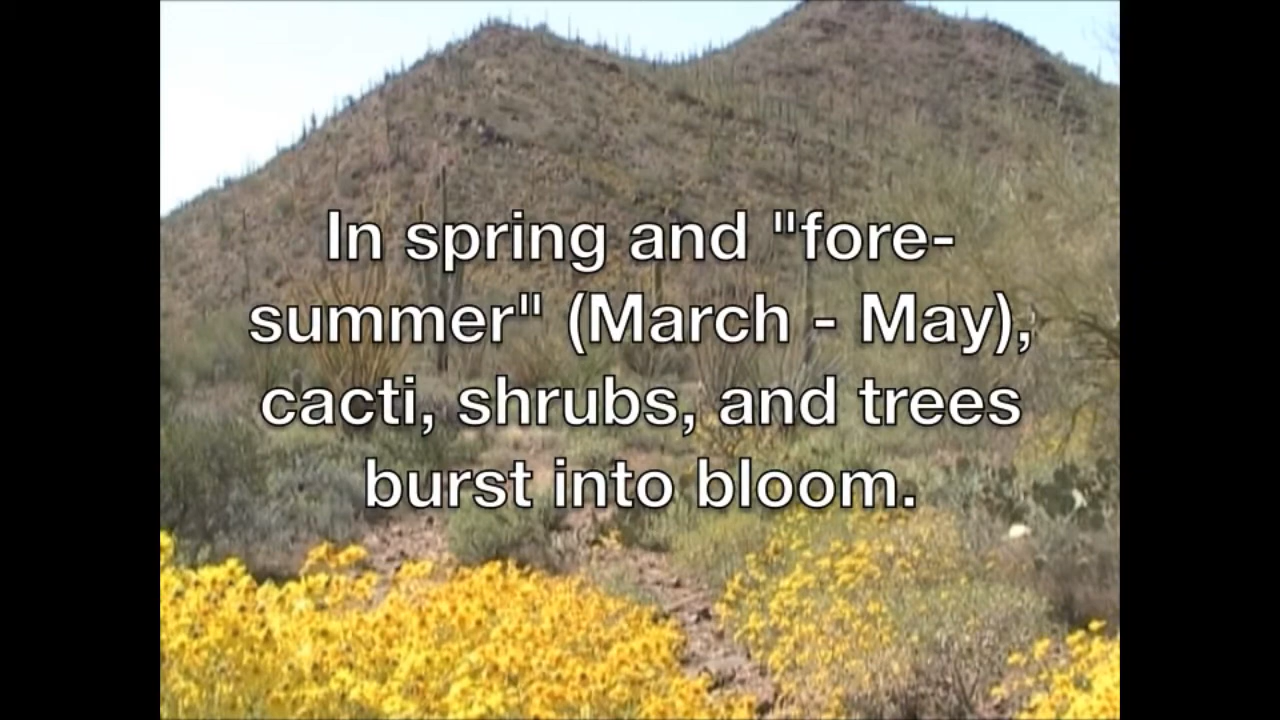 In spring and "fore-
summer" (March - May),
cacti, shrubs, and trees
burst into bloom.